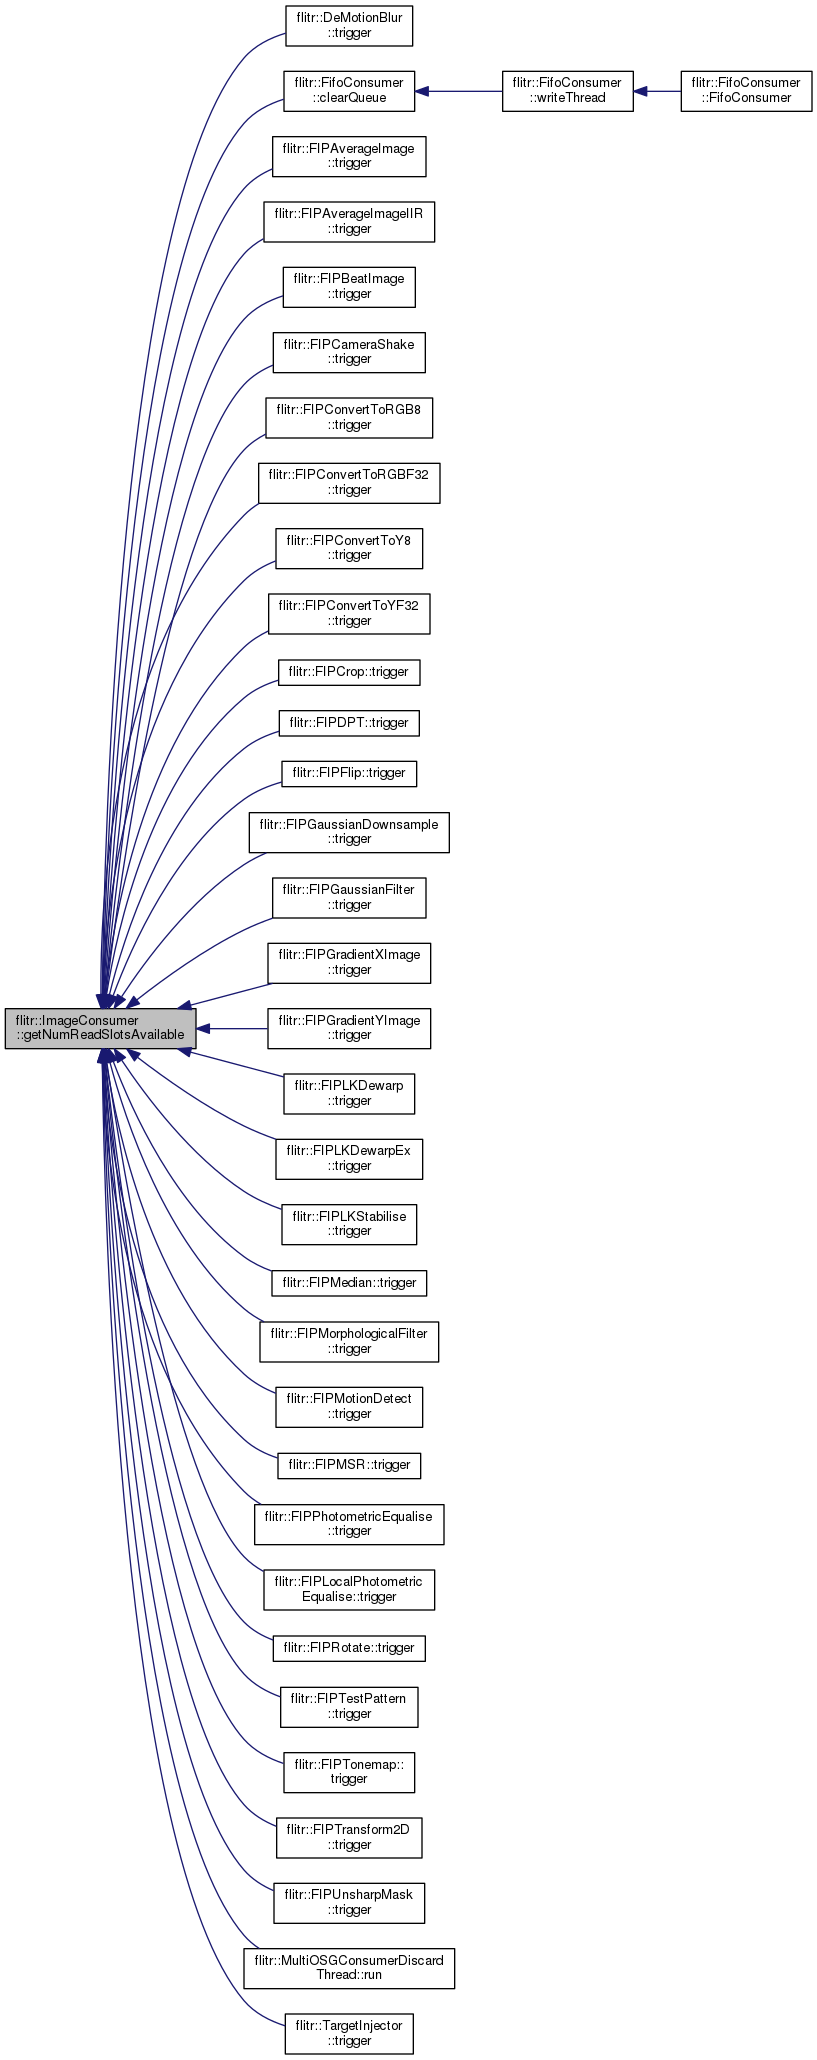 flitr::DeMotionBlur
::trigger
flitr::FifoConsumer
::clearQueue
flitr::FifoConsumer
::writeThread
flitr::FifoConsumer
::FifoConsumer
flitr::FIPAverageImage
::trigger
flitr::FIPAverageImageIIR
::trigger
flitr::FIPBeatImage
::trigger
flitr::FIPCameraShake
::trigger
flitr::FIPConvertToRGB8
::trigger
flitr::FIPConvertToRGBF32
::trigger
flitr::FIPConvertToY8
::trigger
flitr::FIPConvertToYF32
::trigger
flitr::FIPCrop::trigger
flitr::FIPDPT::trigger
flitr::FIPFlip::trigger
flitr::FIPGaussianDownsample
::trigger
flitr::FIPGaussianFilter
::trigger
flitr::FIPGradientXImage
::trigger
flitr::ImageConsumer
::getNumReadSlotsAvailable
flitr::FIPGradientYImage
::trigger
flitr::FIPLKDewarp
::trigger
flitr::FIPLKDewarpEx
::trigger
flitr::FIPLKStabilise
::trigger
flitr::FIPMedian::trigger
flitr::FIPMorphologicalFilter
::trigger
flitr::FIPMotionDetect
::trigger
flitr::FIPMSR::trigger
flitr::FIPPhotometricEqualise
::trigger
flitr::FIPLocalPhotometric
Equalise::trigger
flitr::FIPRotate::trigger
flitr::FIPTestPattern
::trigger
flitr::FIPTonemap::
trigger
flitr::FIPTransform2D
::trigger
flitr::FIPUnsharpMask
::trigger
flitr::MultiOSGConsumerDiscard
Thread::run
flitr::TargetInjector
::trigger